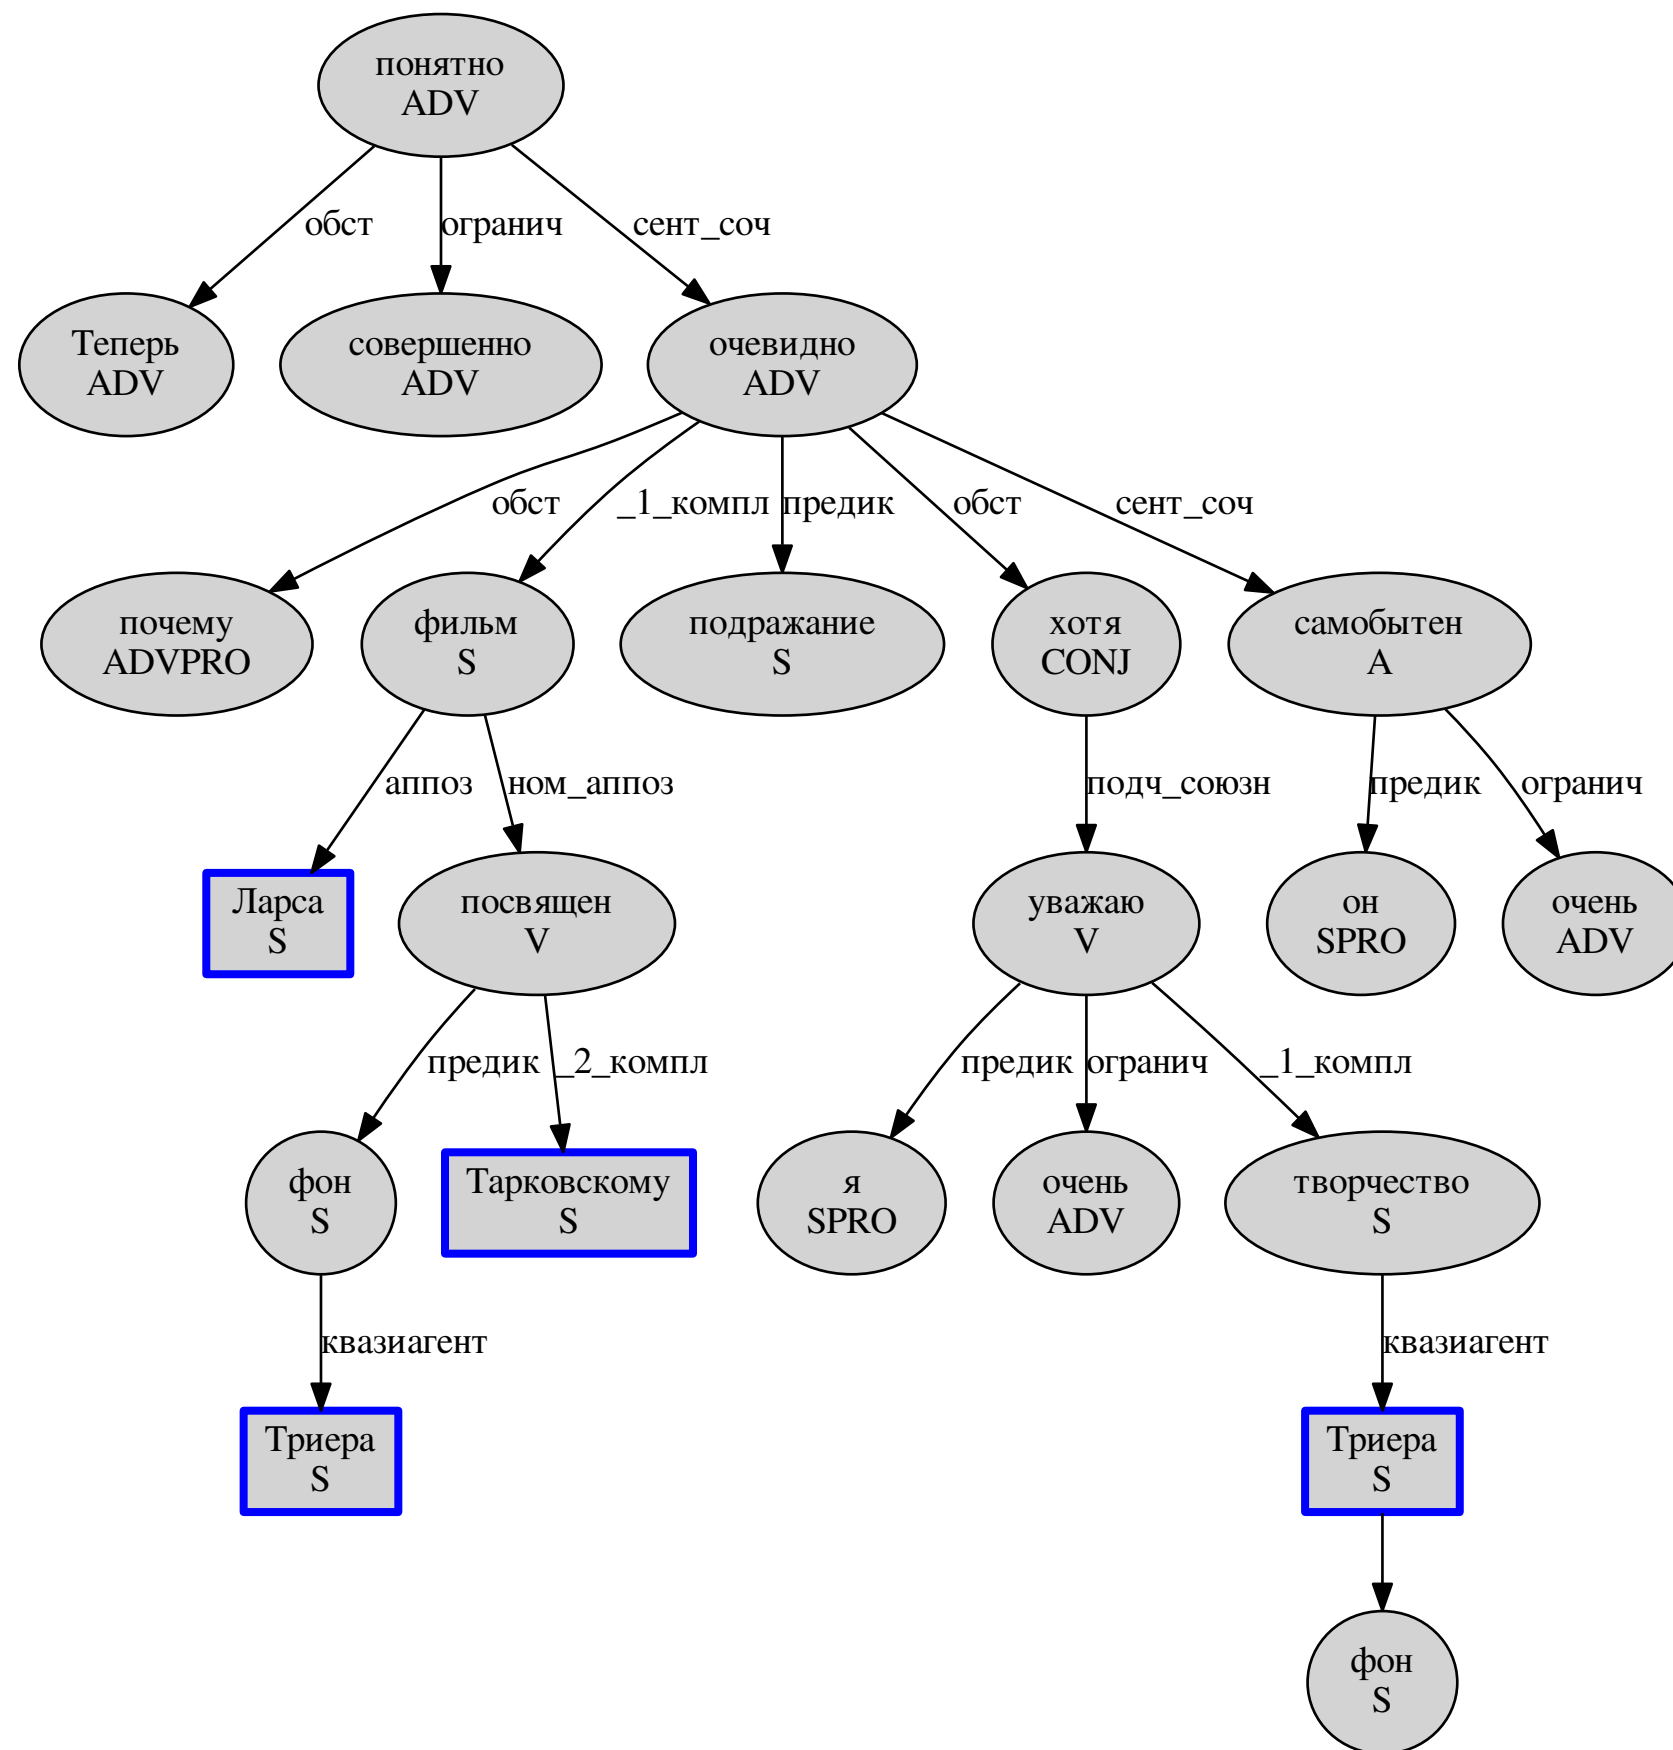 понятно
ADV
обст
огранич
сент_соч
Теперь
ADV
совершенно
ADV
очевидно
ADV
обст
_1_компл
предик
обст
сент_соч
почему
ADVPRO
фильм
S
подражание
S
хотя
CONJ
самобытен
A
аппоз
ном_аппоз
подч_союзн
предик
огранич
Ларса
S
посвящен
V
уважаю
V
он
SPRO
очень
ADV
предик
_2_компл
предик
огранич
_1_компл
фон
S
Тарковскому
S
я
SPRO
очень
ADV
творчество
S
квазиагент
квазиагент
Триера
S
Триера
S
фон
S